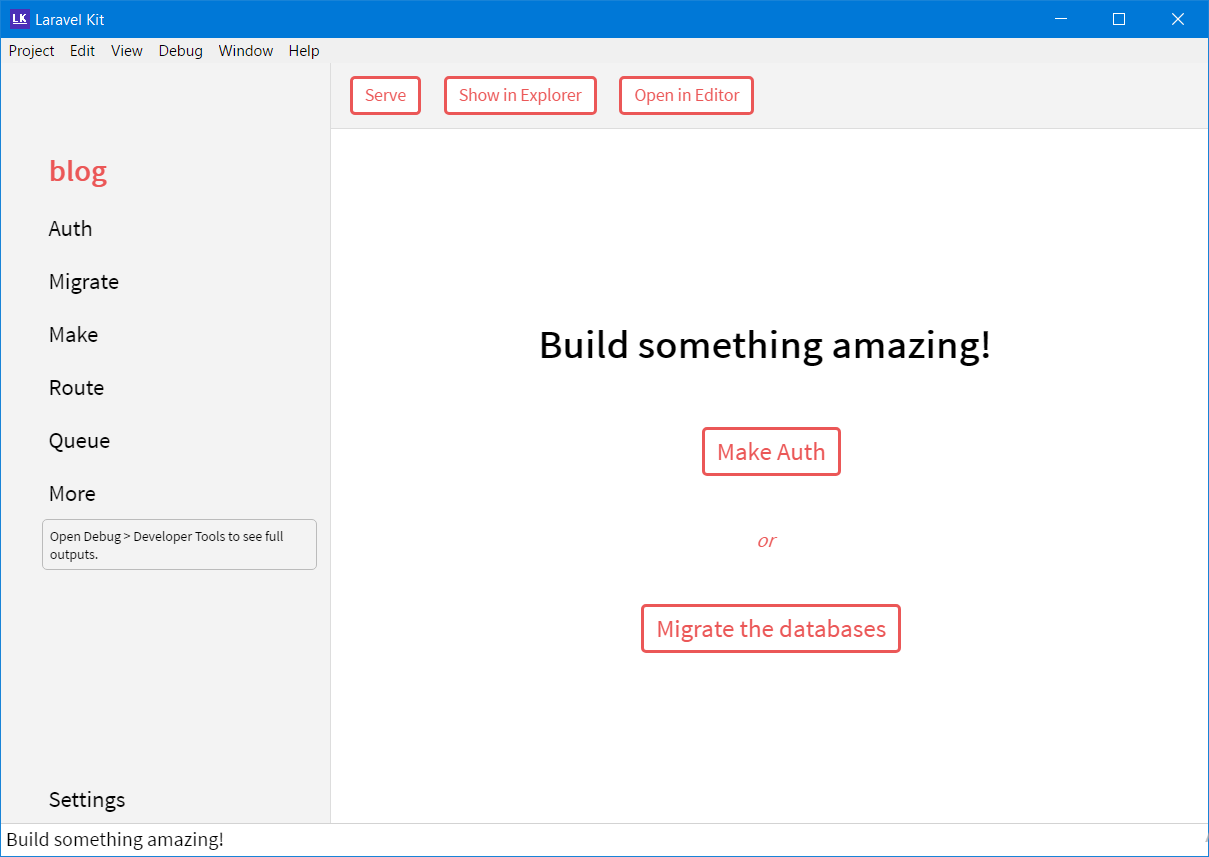 LK Laravel Kit
Project Edit View Debug Window Help
Serve Show in Explorer Open in Editor
blog
Auth
Migrate
Make
Route
Queue
More
Open Debug > Developer Tools to see full
outputs.
Settings
Build something amazing!
Make Auth
or
Migrate the databases
Build something amazing!